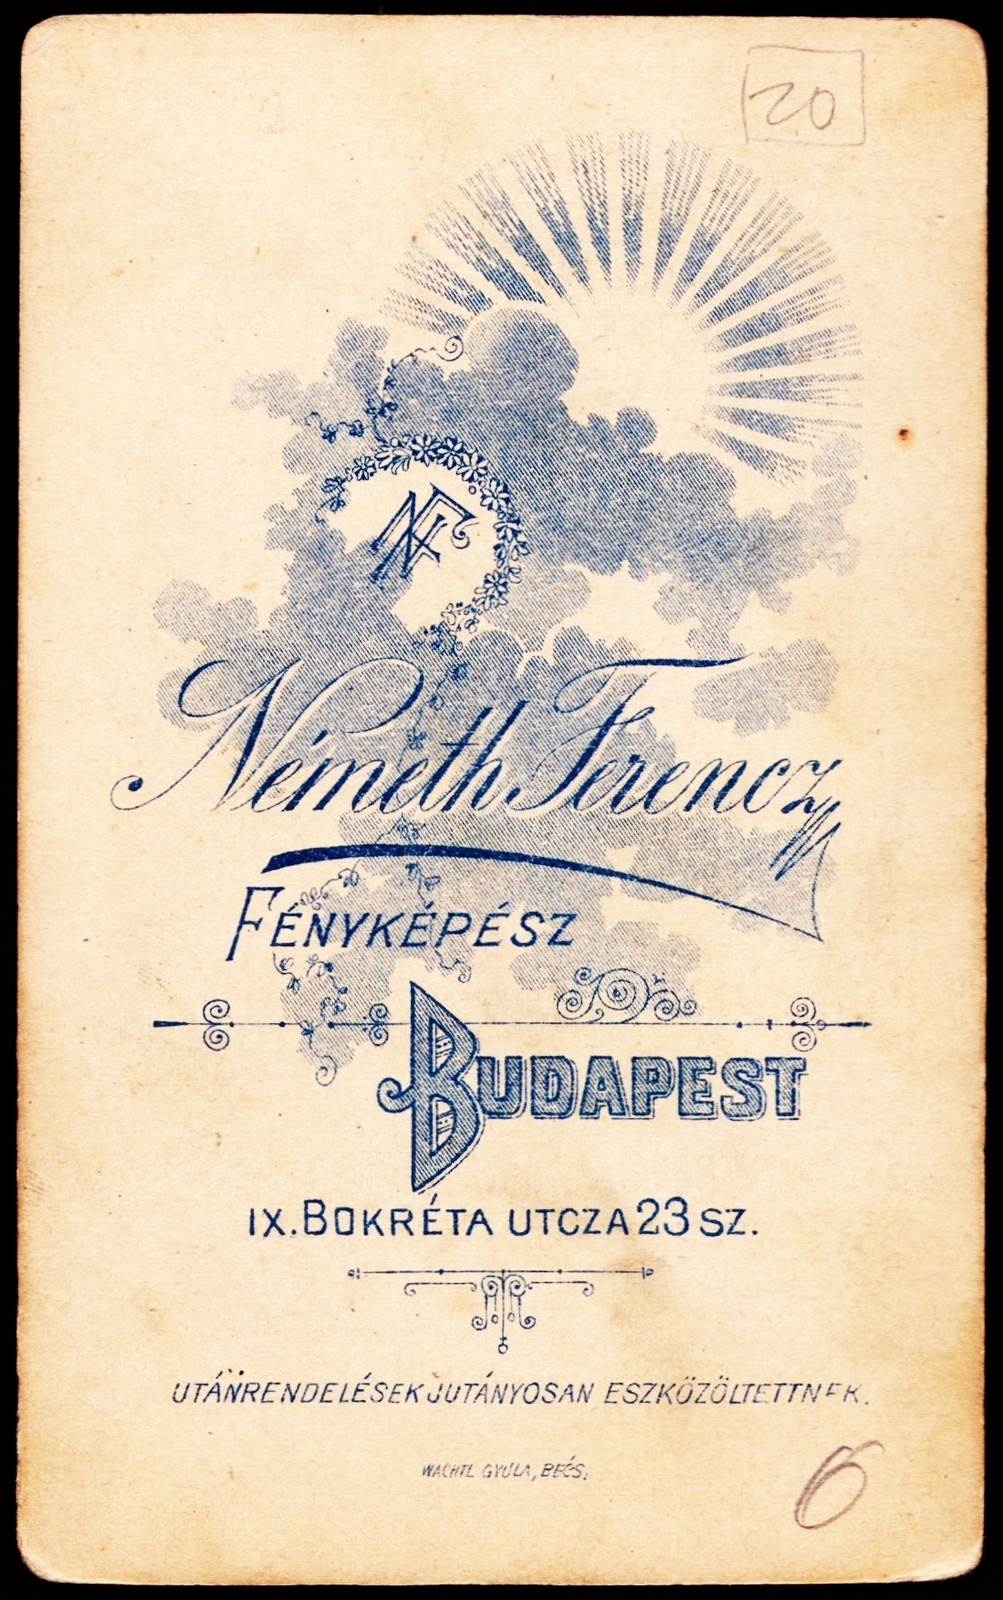 20
NF
Németh Ferencz
FÉNYKÉPÉSZ
BUDAPEST
IX. BOKRÉTA UTCZA 23 SZ.
UTÁNRENDELÉSEK JUTÁNYOSAN ESZKÖZÖLTETTNEK.
WACHTL GYULA, BÉCS.
6